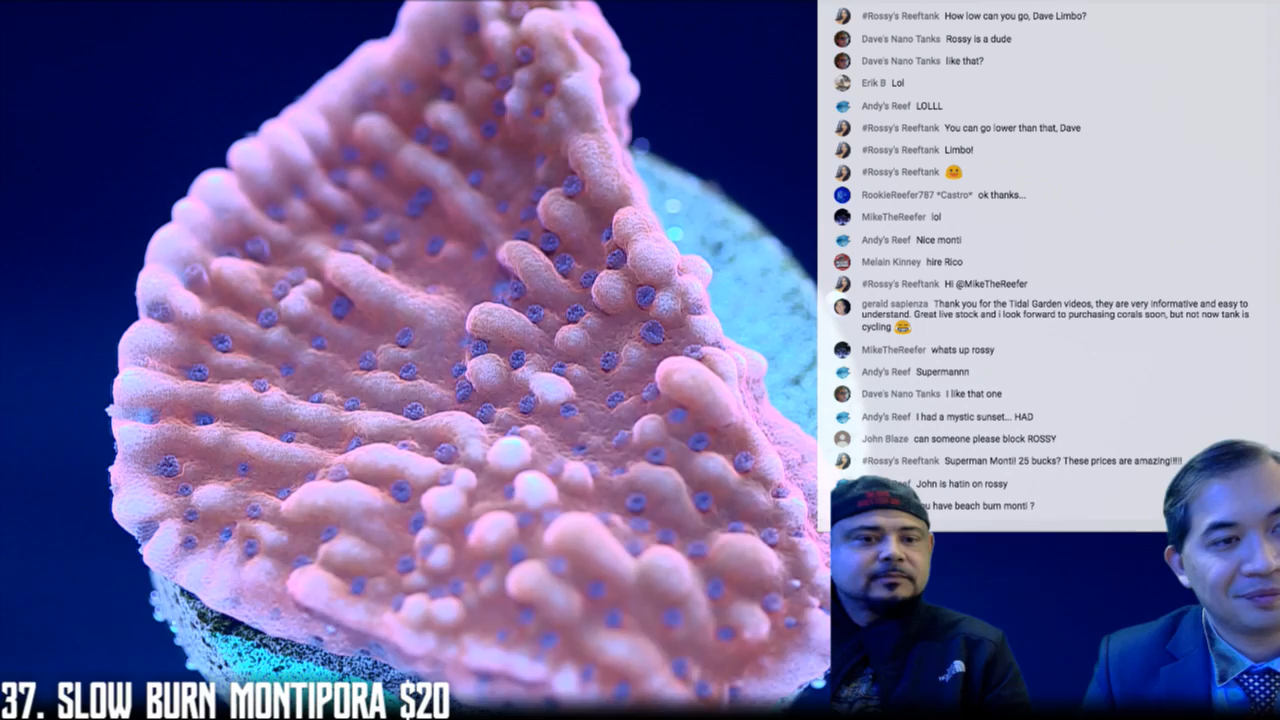 #Rossy's Reeftank How low can you go, Dave Limbo?
Dave's Nano Tanks Rossy is a dude
Dave's Nano Tanks like that?
Erik B Lol
Andy's Reef LOLLL
#Rossy's Reeftank You can go lower than that, Dave
#Rossy's Reeftank Limbo!
#Rossy's Reeftank
RookieReefer787 *Castro* ok thanks...
MikeTheReefer lol
Andy's Reef Nice monti
Melain Kinney hire Rico
#Rossy's Reeftank Hi @MikeTheReefer
gerald sapienza Thank you for the Tidal Garden videos, they are very informative and easy to
understand. Great live stock and i look forward to purchasing corals soon, but not now tank is
cycling
MikeTheReefer whats up rossy
Andy's Reef Supermannn
Dave's Nano Tanks I like that one
Andy's Reef I had a mystic sunset... HAD
John Blaze can someone please block ROSSY
#Rossy's Reeftank Superman Monti! 25 bucks? These prices are amazing!!!!!
John is hatin on rossy
have beach bum monti ?
37. SLOW BURN MONTIPORA $20